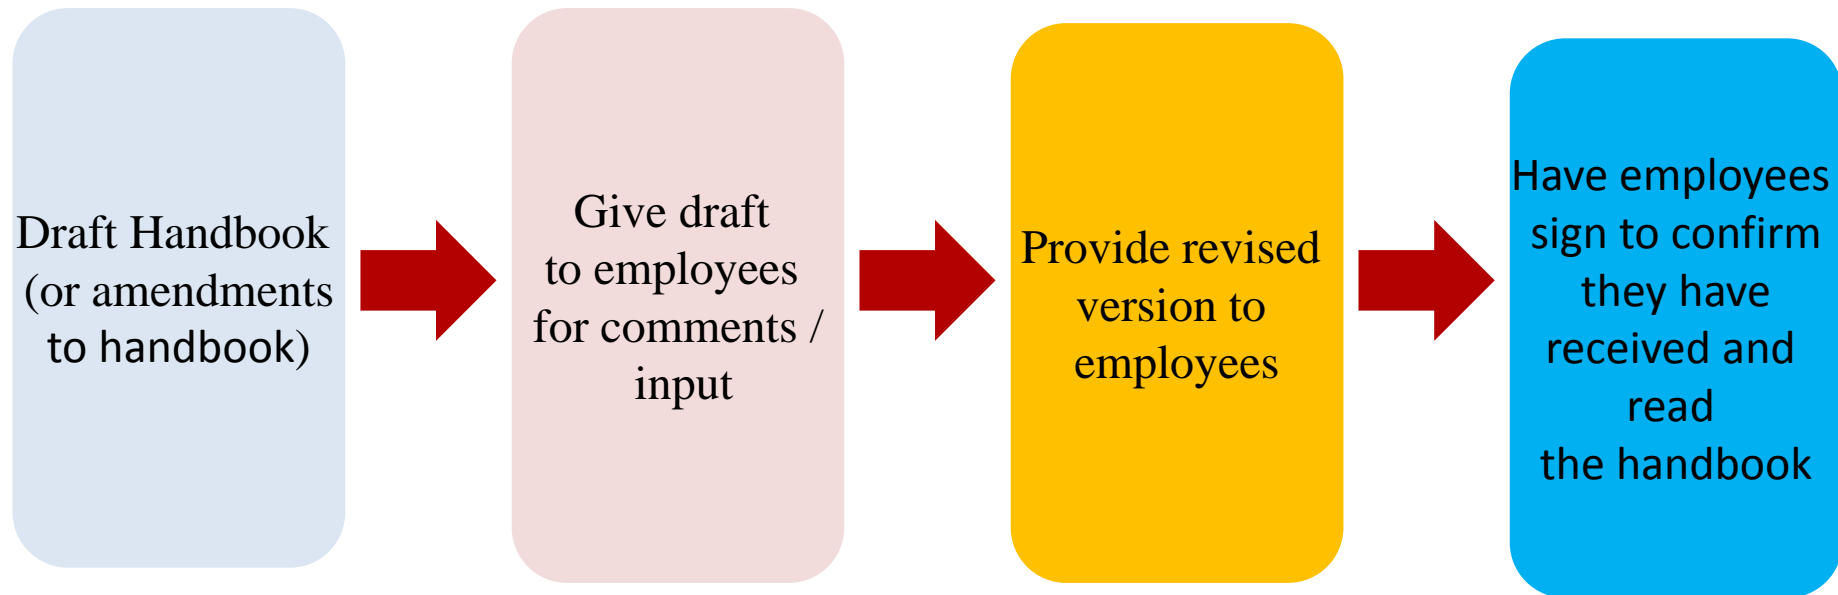 Draft Handbook
(or amendments
to handbook)
Give draft
to employees
for comments /
input
Provide revised
version to
employees
Have employees
sign to confirm
they have
received and
read
the handbook